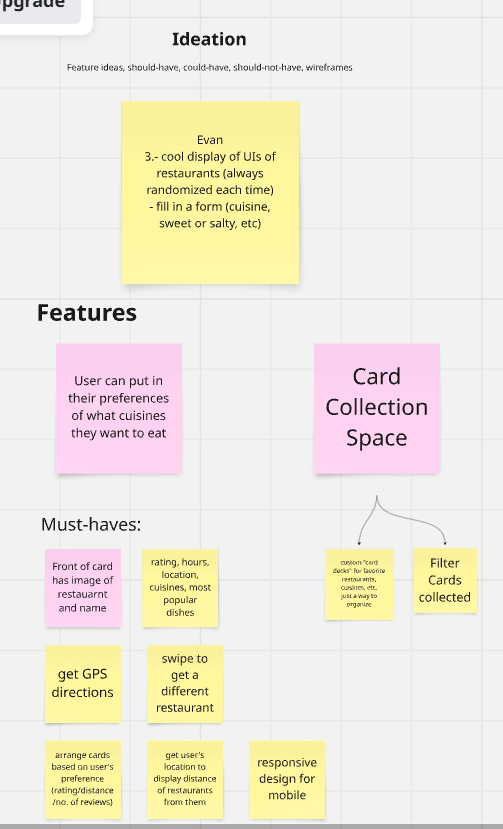 pgrade
Ideation
Feature ideas, should-have, could-have, should-not-have, wireframes
Evan
3.- cool display of UIs of
restaurants (always
randomized each time)
- fill in a form (cuisine,
sweet or salty, etc)
Features
User can put in
their preferences
of what cuisines
they want to eat
Card
Collection
Space
Must-haves:
Front of card
has image of
restauarnt
and name
rating, hours,
location,
cuisines, most
popular
dishes
custom "card
decks" for favorite
restaurants,
cuisines, etc.
just a way to
organize
Filter
Cards
collected
get GPS
directions
swipe to
get a
different
restaurant
arrange cards
based on user's
preference
(rating/distance
/no. of reviews)
get user's
location to
display distance
of restaurants
from them
responsive
design for
mobile